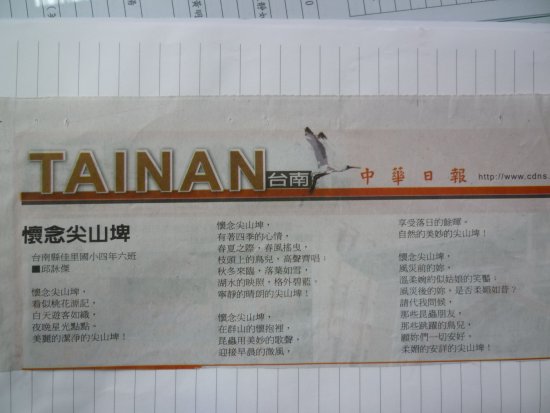 TAINAN台南
中華日報
http://www.cdns
懷念尖山埤
台南縣佳里國小四年六班
■邱詠傑
懷念尖山埤，
看似桃花源記，
白天遊客如織，
夜晚星光點點，
美麗的潔淨的尖山埤！
懷念尖山埤，
有著四季的心情，
春夏之際，春風搖曳，
枝頭上的鳥兒，高聲齊唱；
秋冬來臨，落葉如雪，
湖水的映照，格外碧藍，
寧靜的晴朗的尖山埤！
懷念尖山埤，
在群山的懷抱裡，
昆蟲用美妙的歌聲，
迎接早晨的微風，
享受落日的餘暉。
自然的美妙的尖山埤！
懷念尖山埤，
風災前的妳，
溫柔婉約似姑娘的笑靨；
風災後的妳，是否柔媚如昔？
請代我問候，
那些昆蟲朋友，
那些跳躍的鳥兒，
願妳們一切安好，
柔媚的安詳的尖山埤！